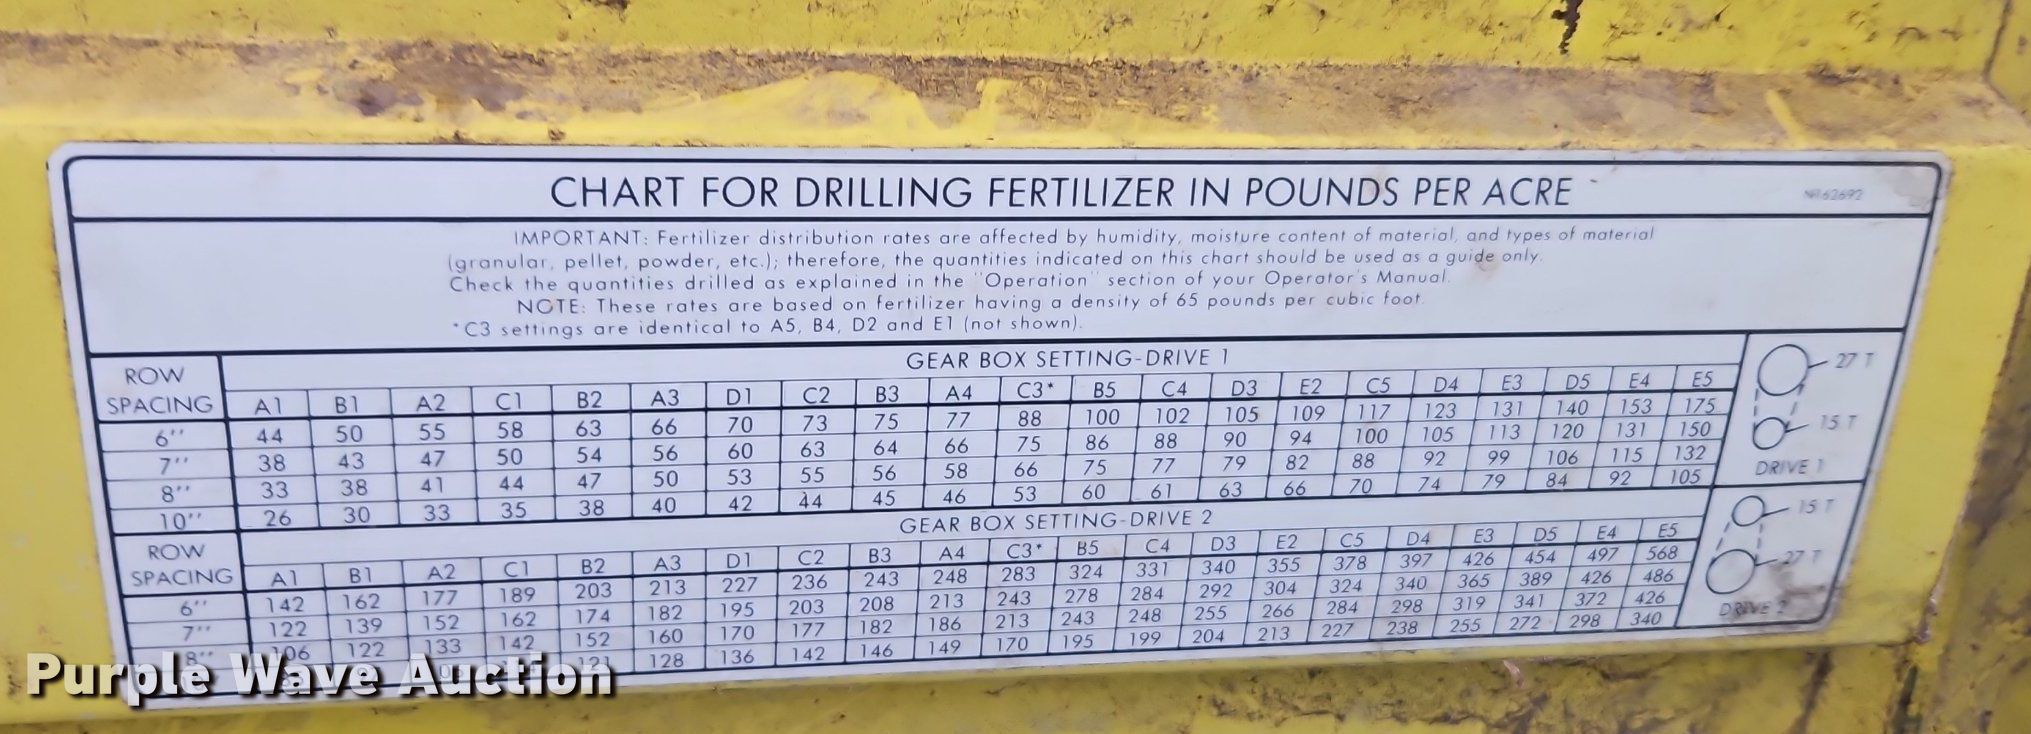 CHART FOR DRILLING FERTILIZER IN POUNDS PER ACRE
IMPORTANT: Fertilizer distribution rates are affected by humidity, moisture content of material, and types of material
(granular, pellet, powder, etc.); therefore, the quantities indicated on this chart should be used as a guide only.
Check the quantities drilled as explained in the "Operation" section of your Operator's Manual.
NOTE: These rates are based on fertilizer having a density of 65 pounds per cubic foot.
*C3 settings are identical to A5, B4, D2 and E1 (not shown).
GEAR BOX SETTING-DRIVE 1
ROW SPACING A1 B1 A2 C1 B2 A3 D1 C2 B3 A4 C3* B5 C4 D3 E2 C5 D4 E3 D5 E4 E5
6" 44 50 55 58 63 66 70 73 75 77 88 100 102 105 109 117 123 131 140 153 175
7" 38 43 47 50 54 56 60 63 64 66 75 86 88 90 94 100 105 113 120 131 150
8" 33 38 41 44 47 50 53 55 56 58 66 75 77 79 82 88 92 99 106 115 132
10" 26 30 33 35 38 40 42 44 45 46 53 60 61 63 66 70 74 79 84 92 105
27 T
15 T
DRIVE 1
GEAR BOX SETTING-DRIVE 2
ROW SPACING A1 B1 A2 C1 B2 A3 D1 C2 B3 A4 C3* B5 C4 D3 E2 C5 D4 E3 D5 E4 E5
6" 142 162 177 189 203 213 227 236 243 248 283 324 331 340 355 378 397 426 454 497 568
7" 122 139 152 162 174 182 195 203 208 213 243 278 284 292 304 324 340 365 389 426 486
8" 106 122 133 142 152 160 170 177 182 186 213 243 248 255 266 284 298 319 341 372 426
121 128 136 142 146 149 170 195 199 204 213 227 238 255 272 298 340
15 T
27 T
DRIVE 2
Purple Wave Auction